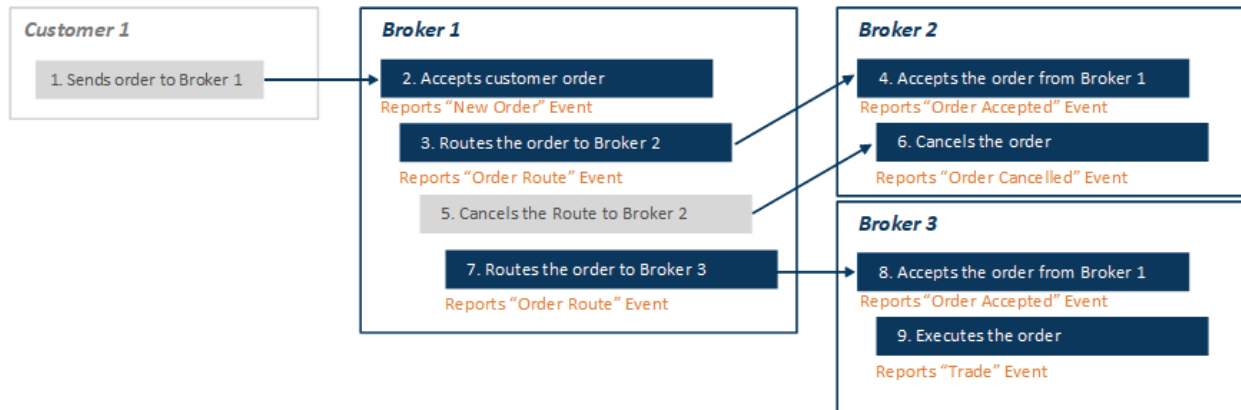 Customer 1
1. Sends order to Broker 1
Broker 1
2. Accepts customer order
Reports “New Order” Event
3. Routes the order to Broker 2
Reports “Order Route” Event
5. Cancels the Route to Broker 2
7. Routes the order to Broker 3
Reports “Order Route” Event
Broker 2
4. Accepts the order from Broker 1
Reports “Order Accepted” Event
6. Cancels the order
Reports “Order Cancelled” Event
Broker 3
8. Accepts the order from Broker 1
Reports “Order Accepted” Event
9. Executes the order
Reports “Trade” Event